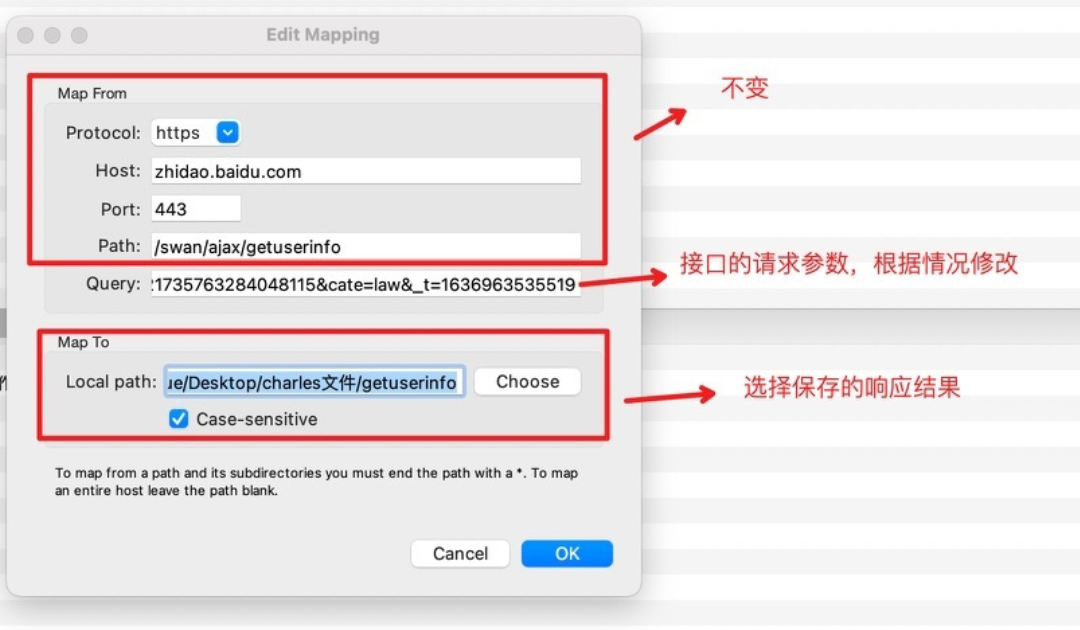 Edit Mapping
Map From
不变
Protocol: https
Host: zhidao.baidu.com
Port: 443
Path: /swan/ajax/getuserinfo
接口的请求参数，根据情况修改
Query: 1735763284048115&cate=law&_t=1636963535519
Map To
Local path: ue/Desktop/charles文件/getuserinfo Choose
选择保存的响应结果
Case-sensitive
To map from a path and its subdirectories you must end the path with a *. To map
an entire host leave the path blank.
Cancel OK